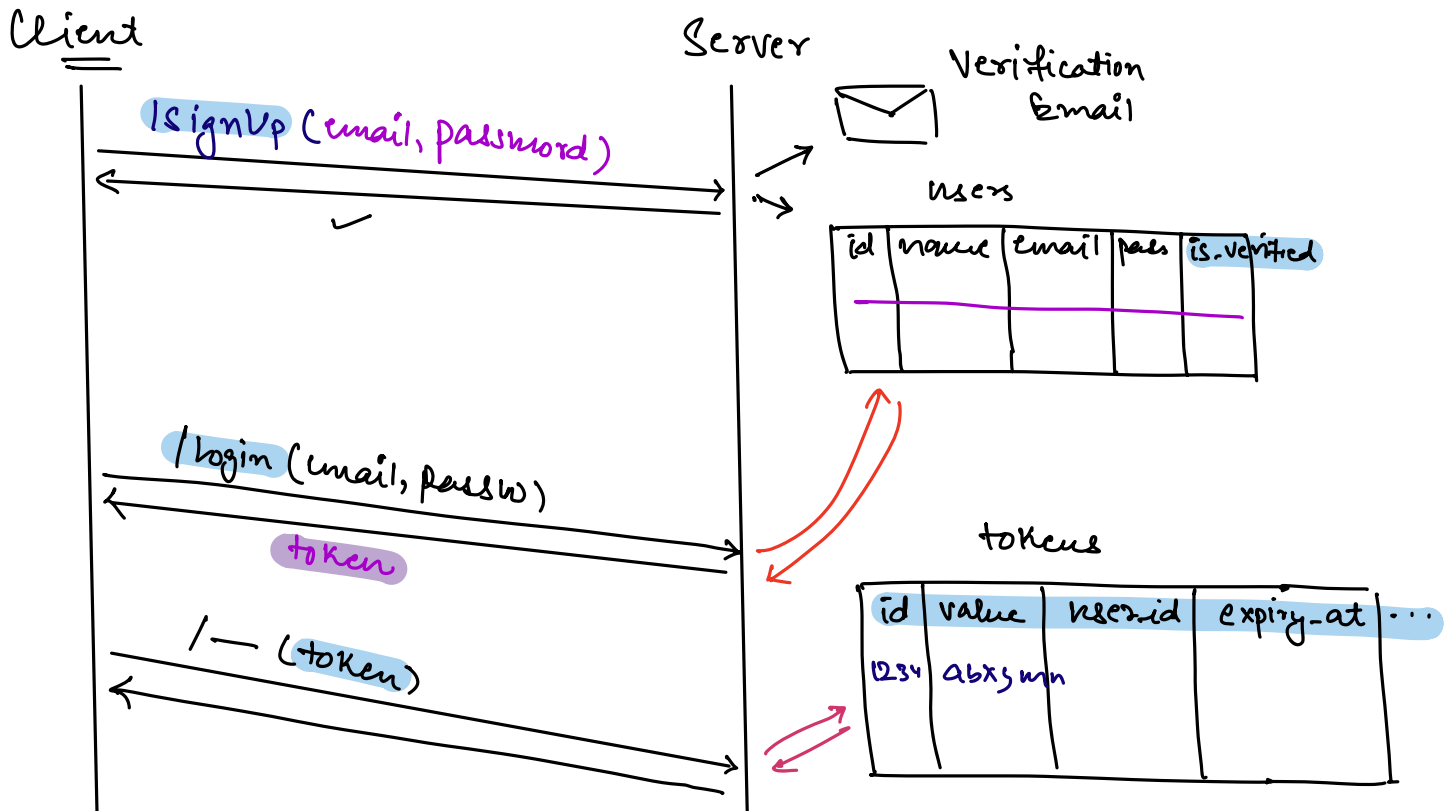 Client
Server
Verification
Email
/signUp (email, password)
users
id name email pass is_verified
/login (email, passw)
token
tokens
id value user_id expiry_at ...
/— (token)
1234 abxymn